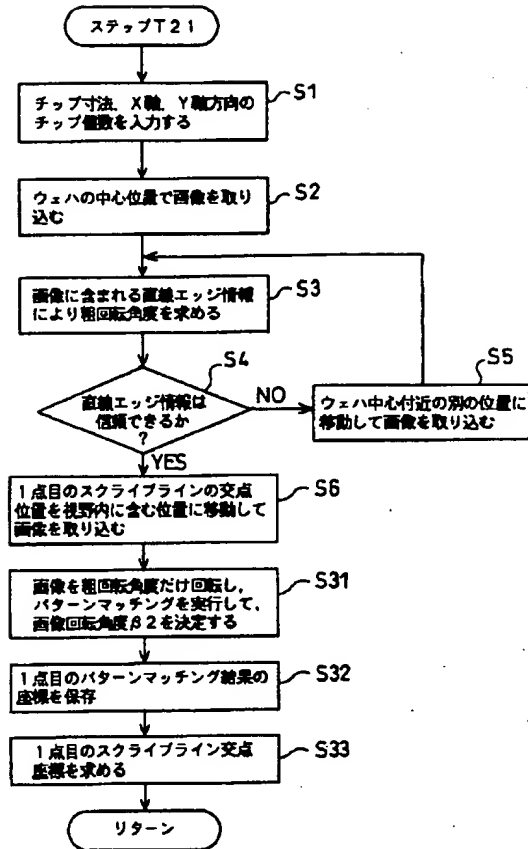 ステップT21
S1
チップ寸法、X軸、Y軸方向の
チップ個数を入力する
S2
ウェハの中心位置で画像を取り
込む
S3
画像に含まれる直線エッジ情報
により粗回転角度を求める
S4
直線エッジ情報は
信頼できるか
?
NO
YES
S5
ウェハ中心付近の別の位置に
移動して画像を取り込む
S6
1点目のスクライブラインの交点
位置を視野内に含む位置に移動して
画像を取り込む
S31
画像を粗回転角度だけ回転し、
パターンマッチングを実行して、
画像回転角度β2を決定する
S32
1点目のパターンマッチング結果の
座標を保存
S33
1点目のスクライブライン交点
座標を求める
リターン